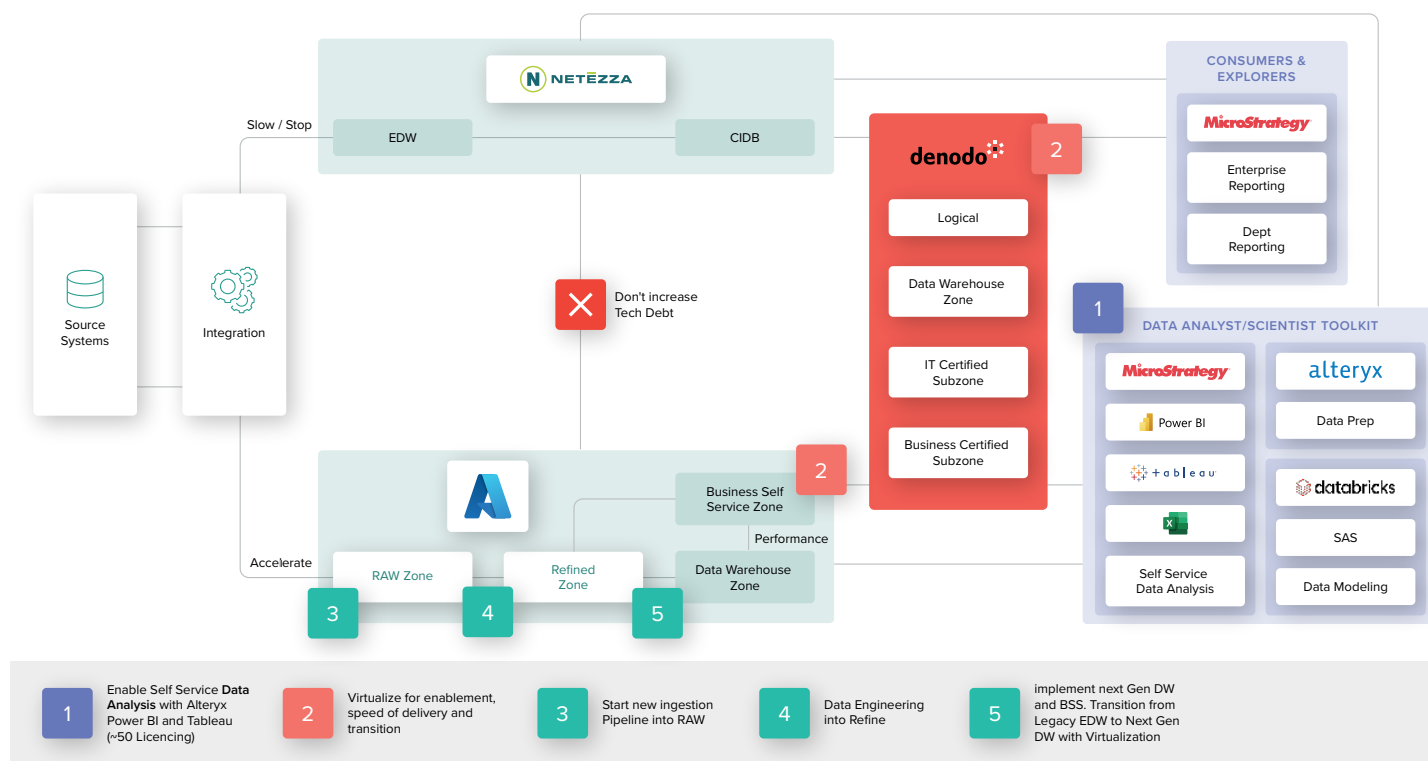 N NETEZZA
Slow / Stop
EDW
CIDB
Source
Systems
Integration
Don't increase
Tech Debt
denodo
2
Logical
Data Warehouse
Zone
IT Certified
Subzone
Business Certified
Subzone
CONSUMERS &
EXPLORERS
MicroStrategy
Enterprise
Reporting
Dept
Reporting
1
DATA ANALYST/SCIENTIST TOOLKIT
MicroStrategy
Power BI
+ a b l e a u
X
Self Service
Data Analysis
alteryx
Data Prep
databricks
SAS
Data Modeling
2
Business Self
Service Zone
Performance
Accelerate
RAW Zone
Refined
Zone
Data Warehouse
Zone
3
4
5
1
Enable Self Service Data
Analysis with Alteryx
Power BI and Tableau
(~50 Licencing)
2
Virtualize for enablement,
speed of delivery and
transition
3
Start new ingestion
Pipeline into RAW
4
Data Engineering
into Refine
5
implement next Gen DW
and BSS. Transition from
Legacy EDW to Next Gen
DW with Virtualization